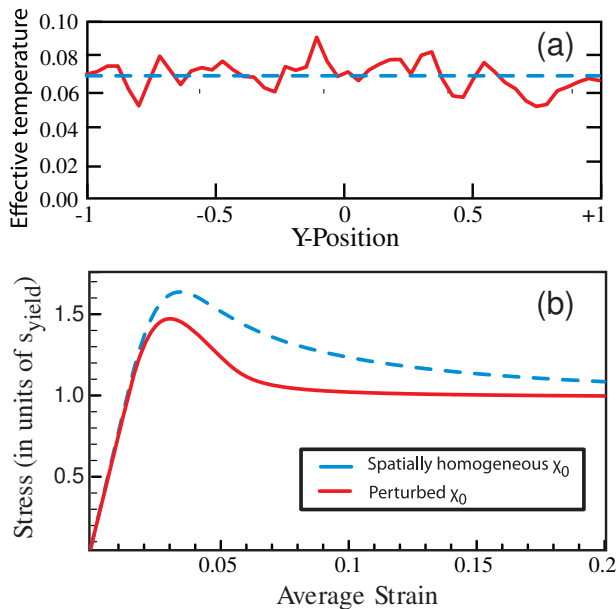 Effective temperature
0.10
0.08
0.06
0.04
0.02
0.00
(a)
-1
-0.5
0
0.5
+1
Y-Position
Stress (in units of s_yield)
1.5
1.0
0.5
(b)
Spatially homogeneous χ₀
Perturbed χ₀
0.05
0.1
0.15
0.2
Average Strain